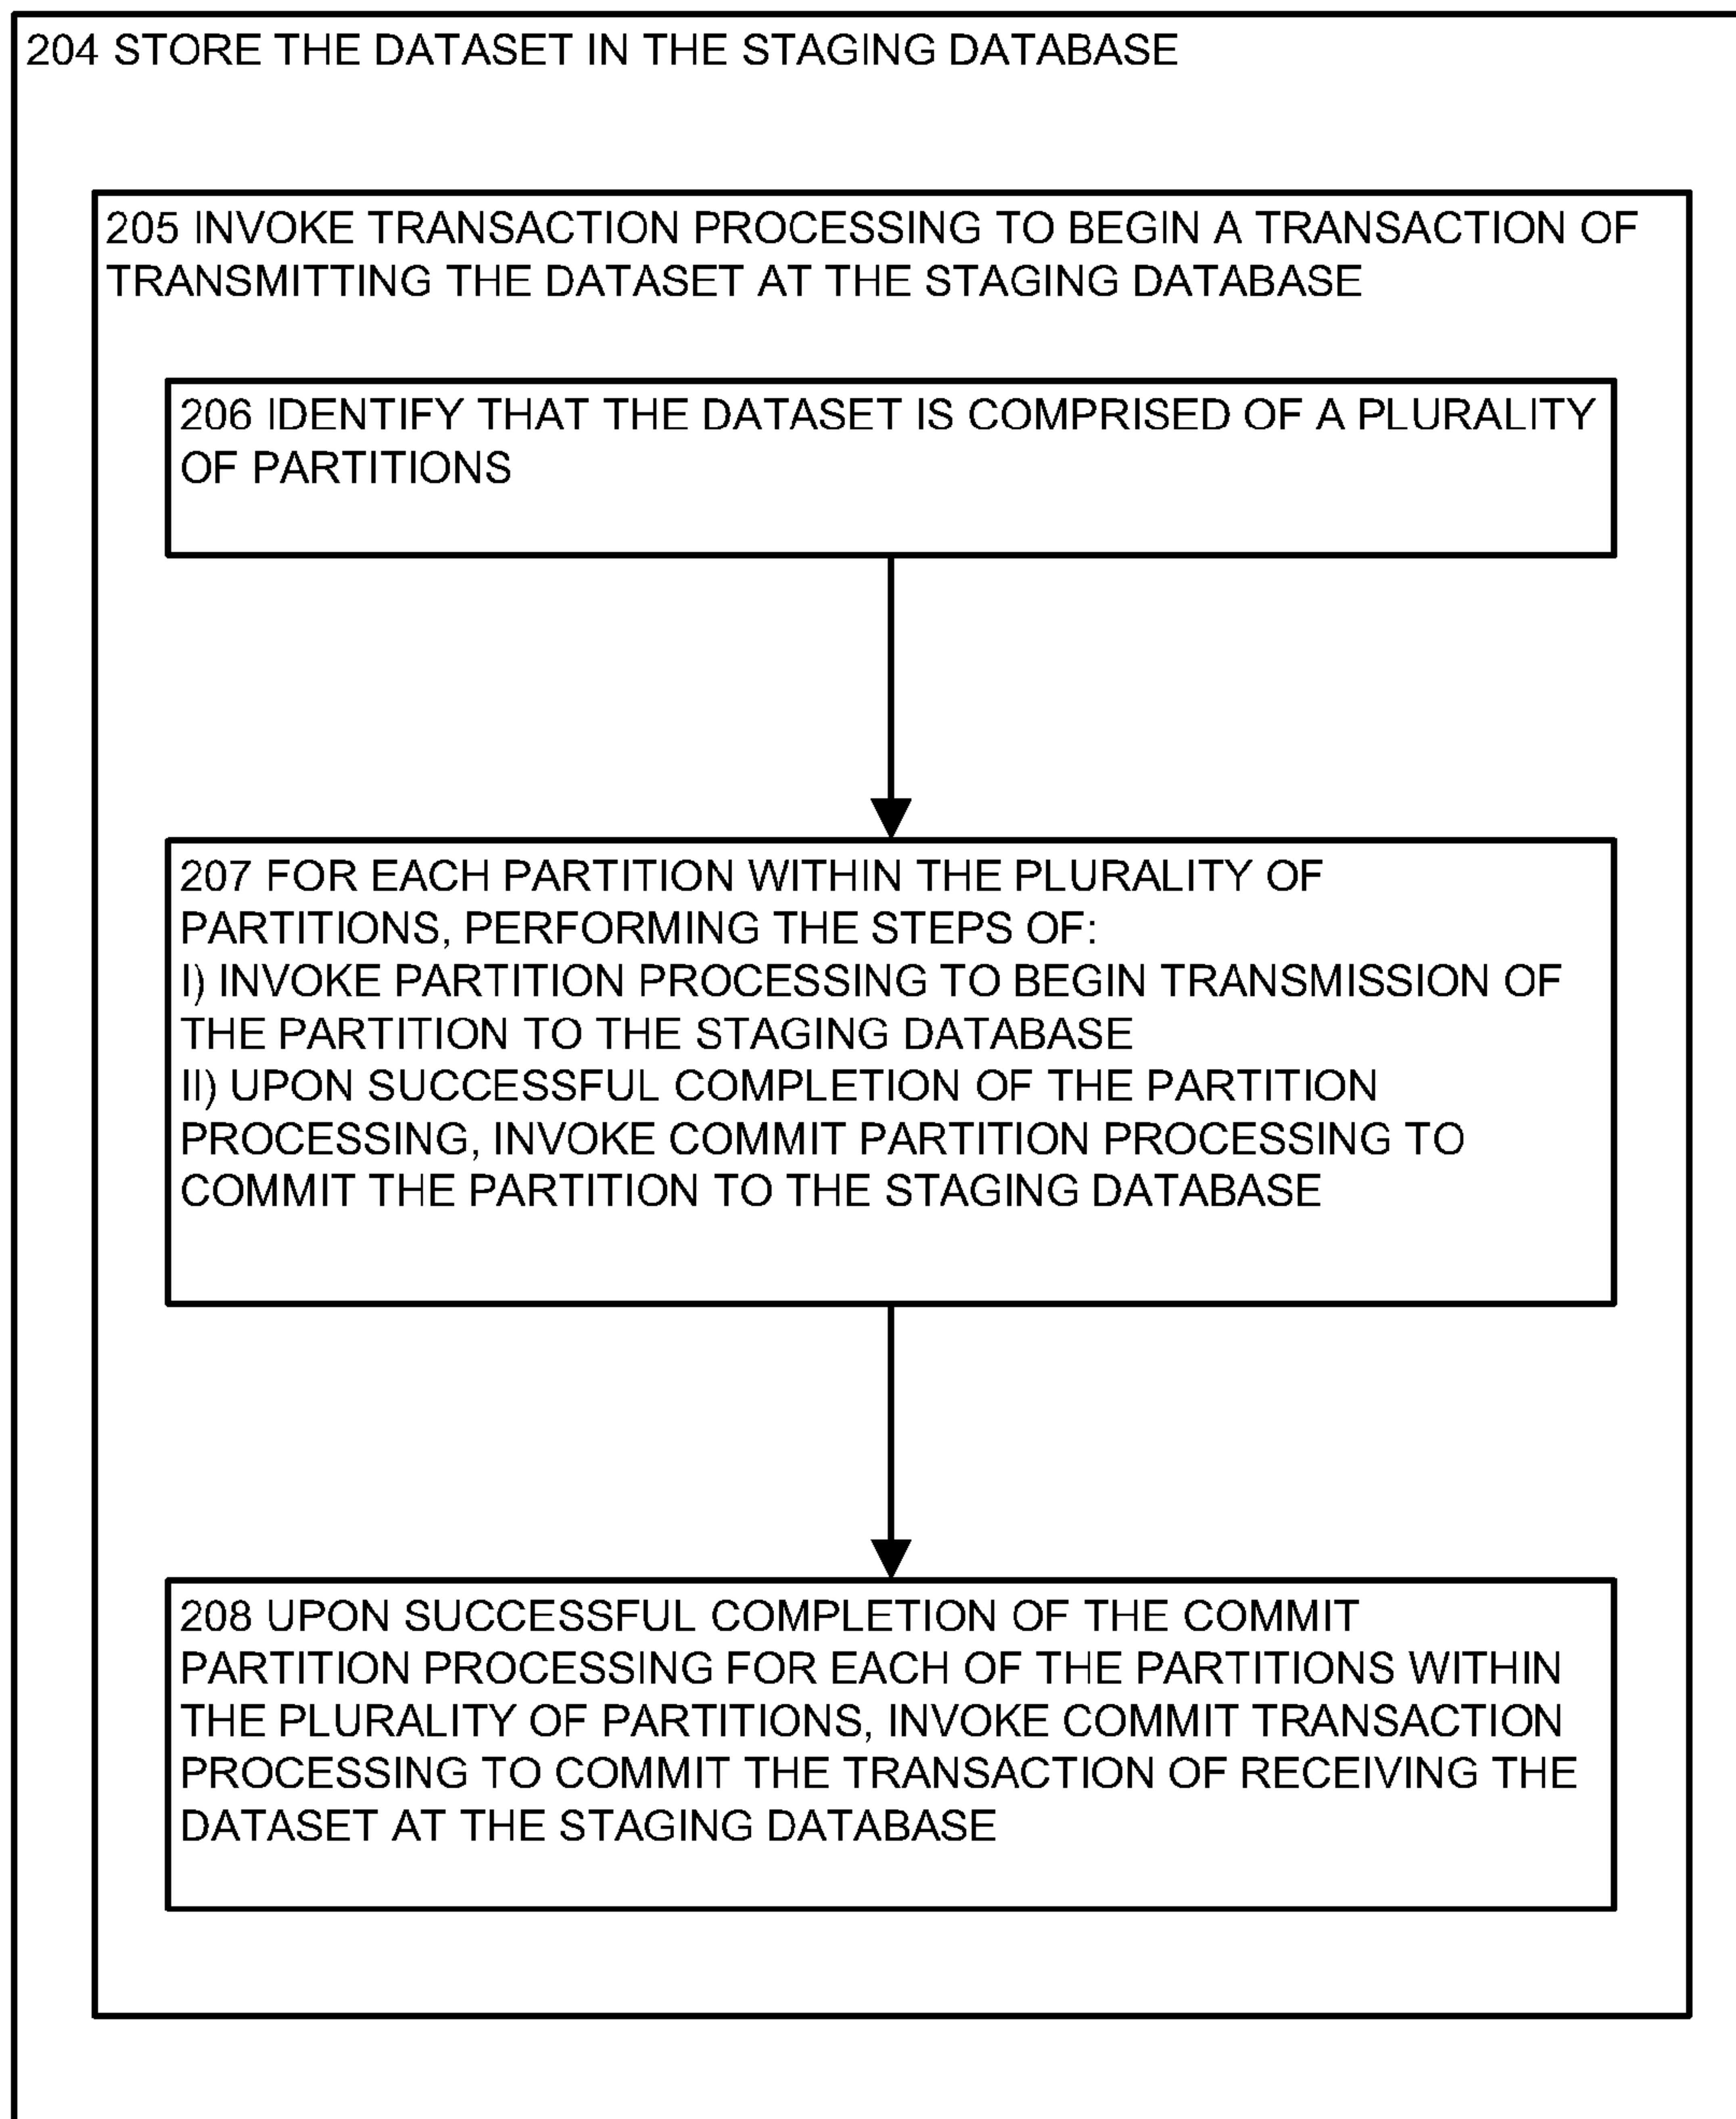 204 STORE THE DATASET IN THE STAGING DATABASE
205 INVOKE TRANSACTION PROCESSING TO BEGIN A TRANSACTION OF
TRANSMITTING THE DATASET AT THE STAGING DATABASE
206 IDENTIFY THAT THE DATASET IS COMPRISED OF A PLURALITY
OF PARTITIONS
207 FOR EACH PARTITION WITHIN THE PLURALITY OF
PARTITIONS, PERFORMING THE STEPS OF:
I) INVOKE PARTITION PROCESSING TO BEGIN TRANSMISSION OF
THE PARTITION TO THE STAGING DATABASE
II) UPON SUCCESSFUL COMPLETION OF THE PARTITION
PROCESSING, INVOKE COMMIT PARTITION PROCESSING TO
COMMIT THE PARTITION TO THE STAGING DATABASE
208 UPON SUCCESSFUL COMPLETION OF THE COMMIT
PARTITION PROCESSING FOR EACH OF THE PARTITIONS WITHIN
THE PLURALITY OF PARTITIONS, INVOKE COMMIT TRANSACTION
PROCESSING TO COMMIT THE TRANSACTION OF RECEIVING THE
DATASET AT THE STAGING DATABASE